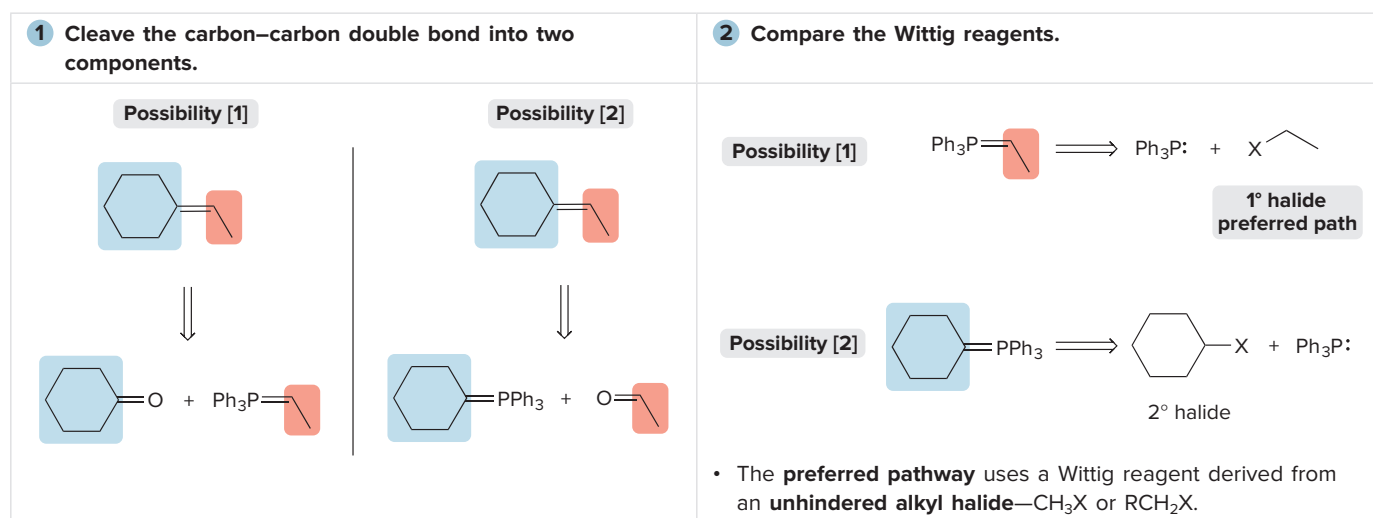 1 Cleave the carbon–carbon double bond into two
components.
Possibility [1]
Possibility [2]
O + Ph₃P
PPh₃ + O
2 Compare the Wittig reagents.
Possibility [1]
Ph₃P
Ph₃P: + X
1° halide
preferred path
Possibility [2]
PPh₃
X + Ph₃P:
2° halide
• The preferred pathway uses a Wittig reagent derived from
an unhindered alkyl halide—CH₃X or RCH₂X.